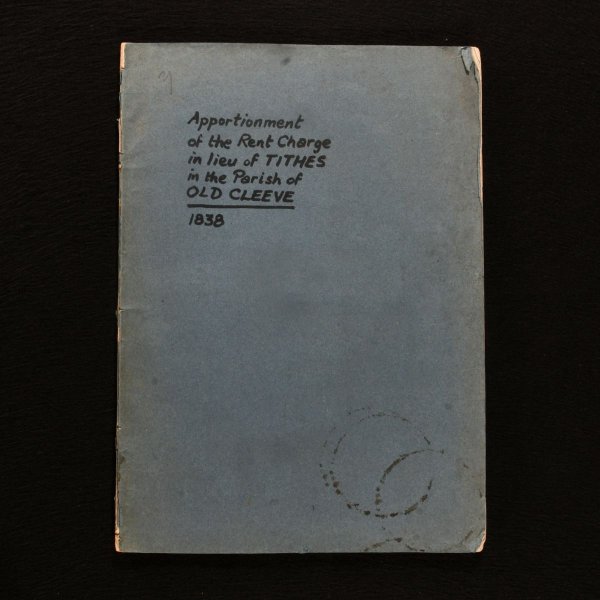 Apportionment
of the Rent Charge
in lieu of TITHES
in the Parish of
OLD CLEEVE
1838